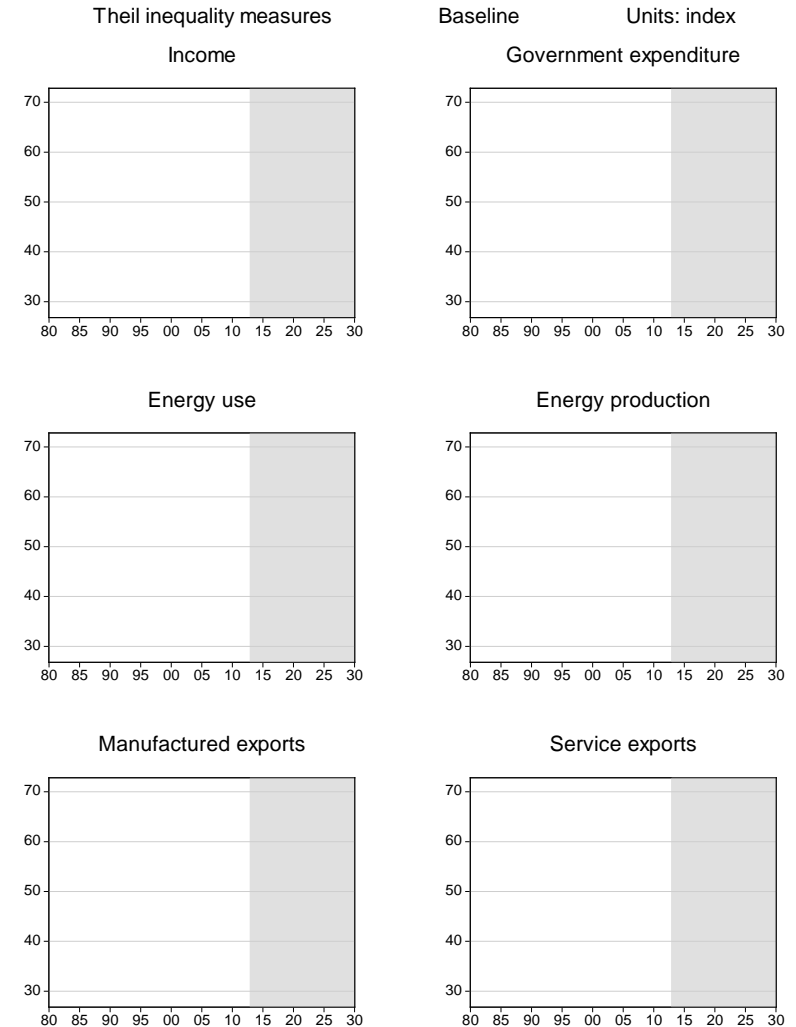 Theil inequality measures Baseline Units: index
Income
70
60
50
40
30
80 85 90 95 00 05 10 15 20 25 30
Government expenditure
70
60
50
40
30
80 85 90 95 00 05 10 15 20 25 30
Energy use
70
60
50
40
30
80 85 90 95 00 05 10 15 20 25 30
Energy production
70
60
50
40
30
80 85 90 95 00 05 10 15 20 25 30
Manufactured exports
70
60
50
40
30
80 85 90 95 00 05 10 15 20 25 30
Service exports
70
60
50
40
30
80 85 90 95 00 05 10 15 20 25 30